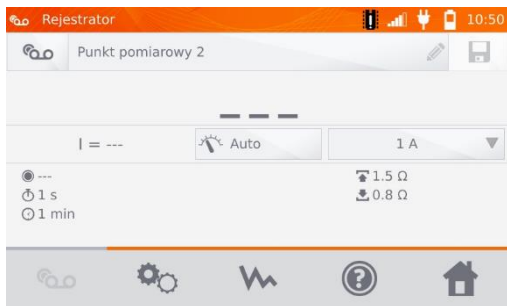 Rejestrator 10:50
Punkt pomiarowy 2
---
I = --- Auto 1 A
--- 1.5 Ω
1 s 0.8 Ω
1 min